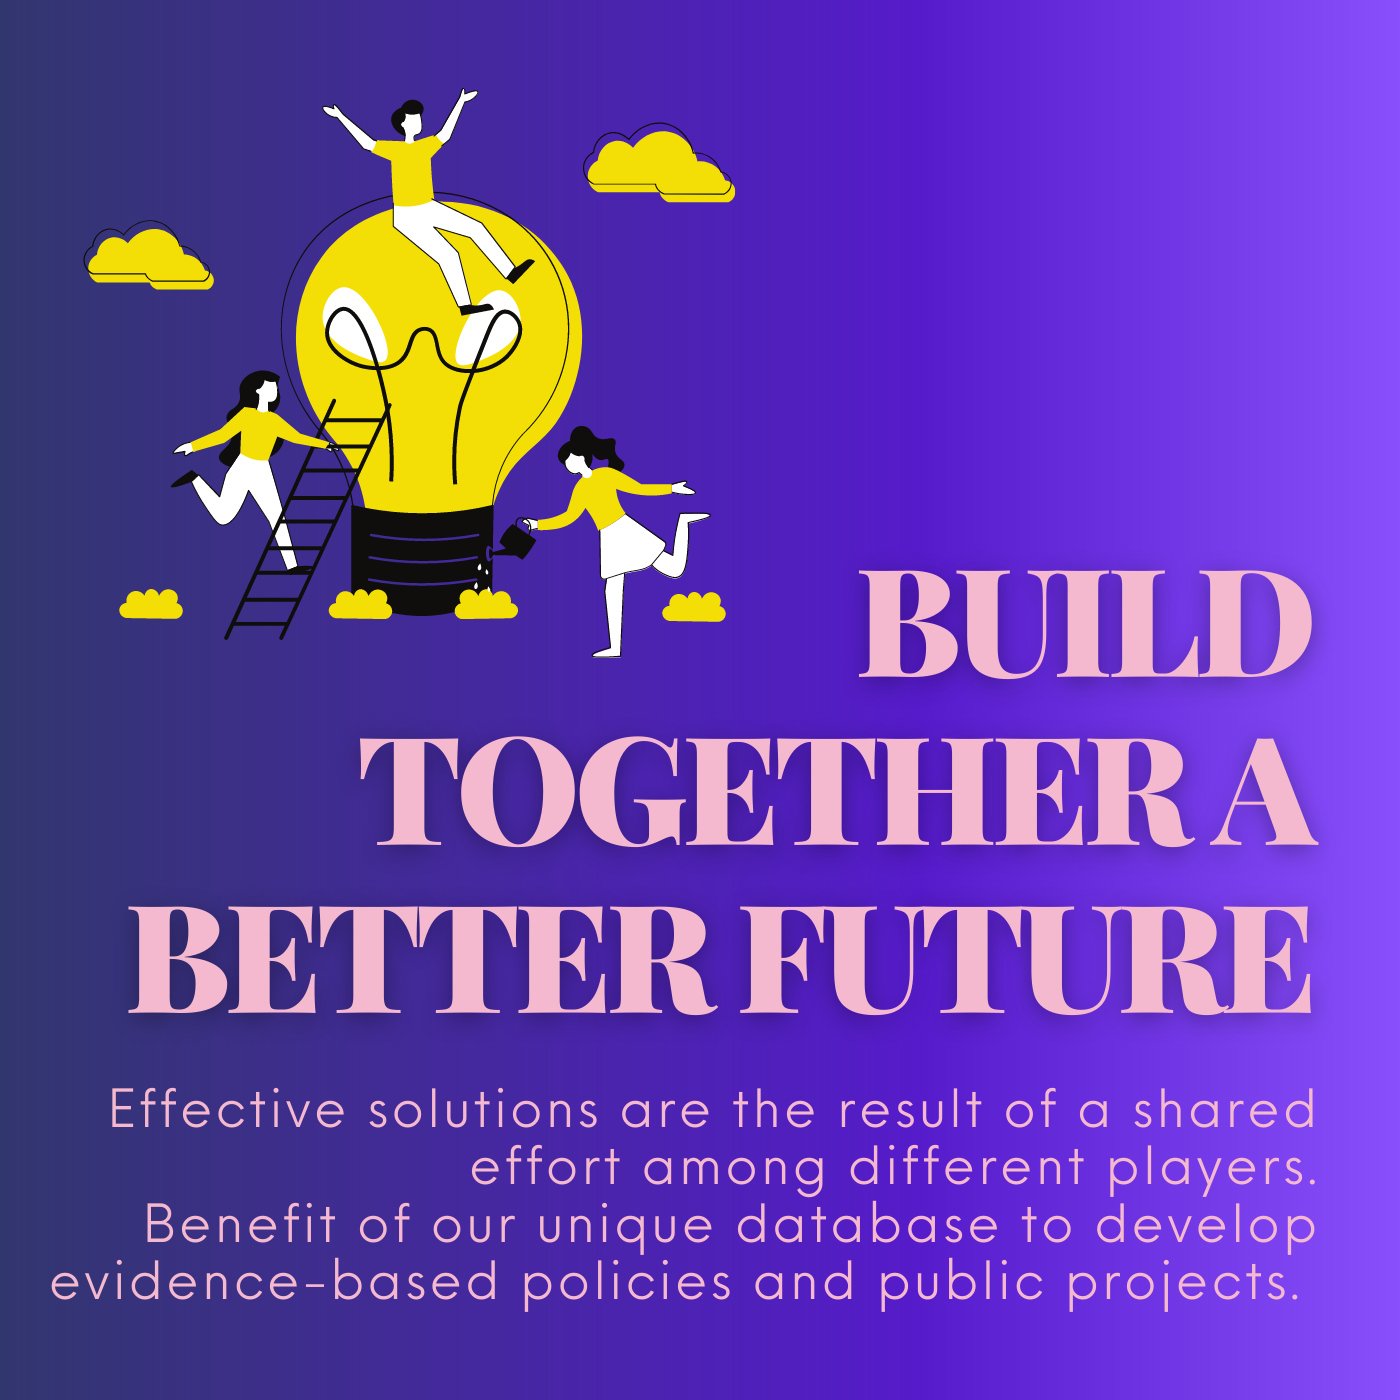 BUILD
TOGETHER A
BETTER FUTURE
Effective solutions are the result of a shared
effort among different players.
Benefit of our unique database to develop
evidence-based policies and public projects.